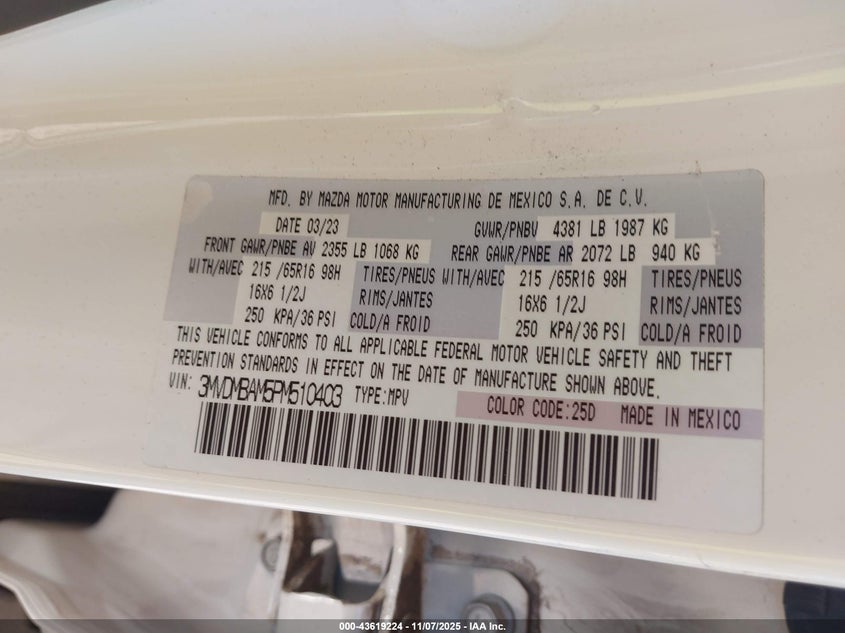 MFD. BY MAZDA MOTOR MANUFACTURING DE MEXICO S.A. DE C.V.
DATE 03/23 GVWR/PNBV 4381 LB 1987 KG
FRONT GAWR/PNBE AV 2355 LB 1068 KG REAR GAWR/PNBE AR 2072 LB 940 KG
WITH/AVEC 215 /65R16 98H TIRES/PNEUS WITH/AVEC 215 /65R16 98H TIRES/PNEUS
16X6 1/2J RIMS/JANTES 16X6 1/2J RIMS/JANTES
250 KPA/36 PSI COLD/A FROID 250 KPA/36 PSI COLD/A FROID
THIS VEHICLE CONFORMS TO ALL APPLICABLE FEDERAL MOTOR VEHICLE SAFETY AND THEFT
PREVENTION STANDARDS IN EFFECT ON THE DATE OF MANUFACTURE SHOWN ABOVE.
VIN: 3MVDMBAM5PM510403 TYPE:MPV COLOR CODE:25D MADE IN MEXICO
000-43619224 - 11/07/2025 - IAA Inc.